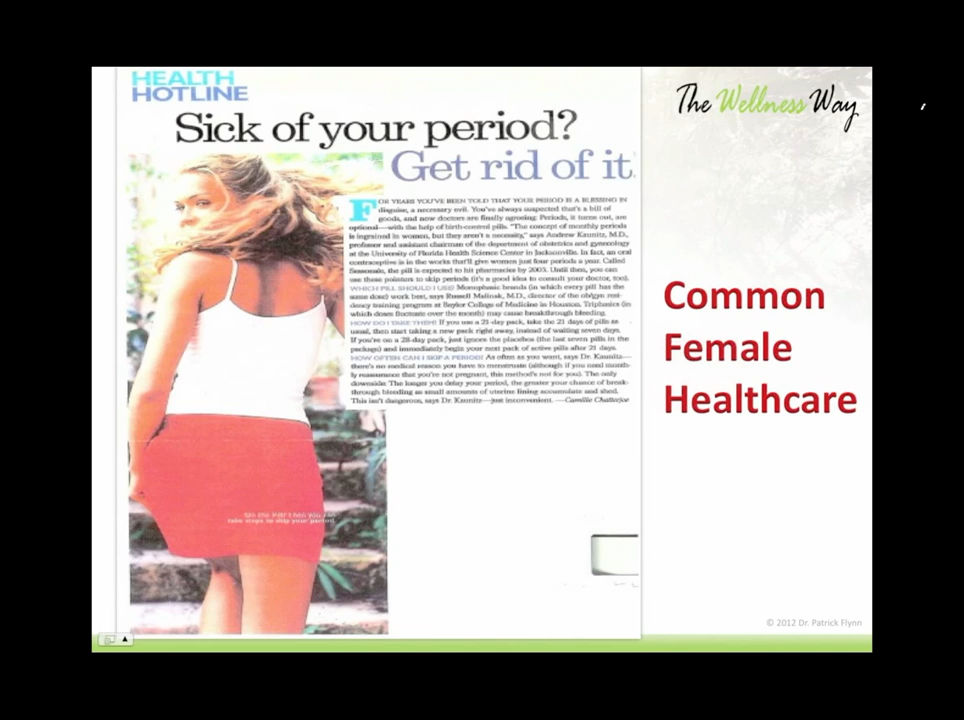 HEALTH
HOTLINE
The Wellness Way
Sick of your period?
Get rid of it
FOR YEARS YOU'VE BEEN TOLD THAT YOUR PERIOD IS A BLESSING IN
disguise, a necessary evil. You've always suspected that's a bill of
goods, and now doctors are finally agreeing: Periods, it turns out, are
optional—with the help of birth-control pills. "The concept of monthly periods
is ingrained in women, but they aren't a necessity," says Andrew Kaunitz, M.D.,
professor and assistant chairman of the department of obstetrics and gynecology
at the University of Florida Health Science Center in Jacksonville. In fact, an oral
contraceptive is in the works that'll give women just four periods a year. Called
Seasonale, the pill is expected to hit pharmacies by 2003. Until then, you can
use these pointers to skip periods (it's a good idea to consult your doctor, too).
WHICH PILL SHOULD I USE? Monophasic brands (in which every pill has the
same dose) work best, says Russell Malinak, M.D., director of the ob/gyn resi-
dency training program at Baylor College of Medicine in Houston. Triphasics (in
which doses fluctuate over the month) may cause breakthrough bleeding.
HOW DO I TAKE THEM? If you use a 21-day pack, take the 21 days of pills as
usual, then start taking a new pack right away, instead of waiting seven days.
If you're on a 28-day pack, just ignore the placebos (the last seven pills in the
package) and immediately begin your next pack of active pills after 21 days.
HOW OFTEN CAN I SKIP A PERIOD? As often as you want, says Dr. Kaunitz—
there's no medical reason you have to menstruate (although if you need month-
ly reassurance that you're not pregnant, this method's not for you). The only
downside: The longer you delay your period, the greater your chance of break-
through bleeding as small amounts of uterine lining accumulate and shed.
This isn't dangerous, says Dr. Kaunitz—just inconvenient. —Camille Chatterjee
take steps to skip your period.
Common
Female
Healthcare
© 2012 Dr. Patrick Flynn